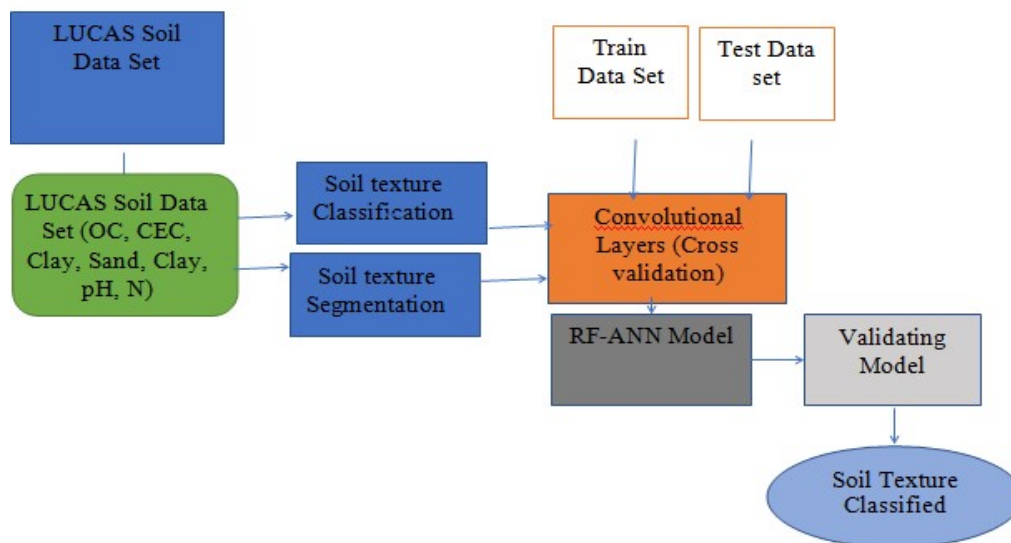 LUCAS Soil
Data Set
Train
Data Set
Test Data
set
LUCAS Soil Data
Set (OC, CEC,
Clay, Sand, Clay,
pH, N)
Soil texture
Classification
Soil texture
Segmentation
Convolutional
Layers (Cross
validation)
RF-ANN Model
Validating
Model
Soil Texture
Classified